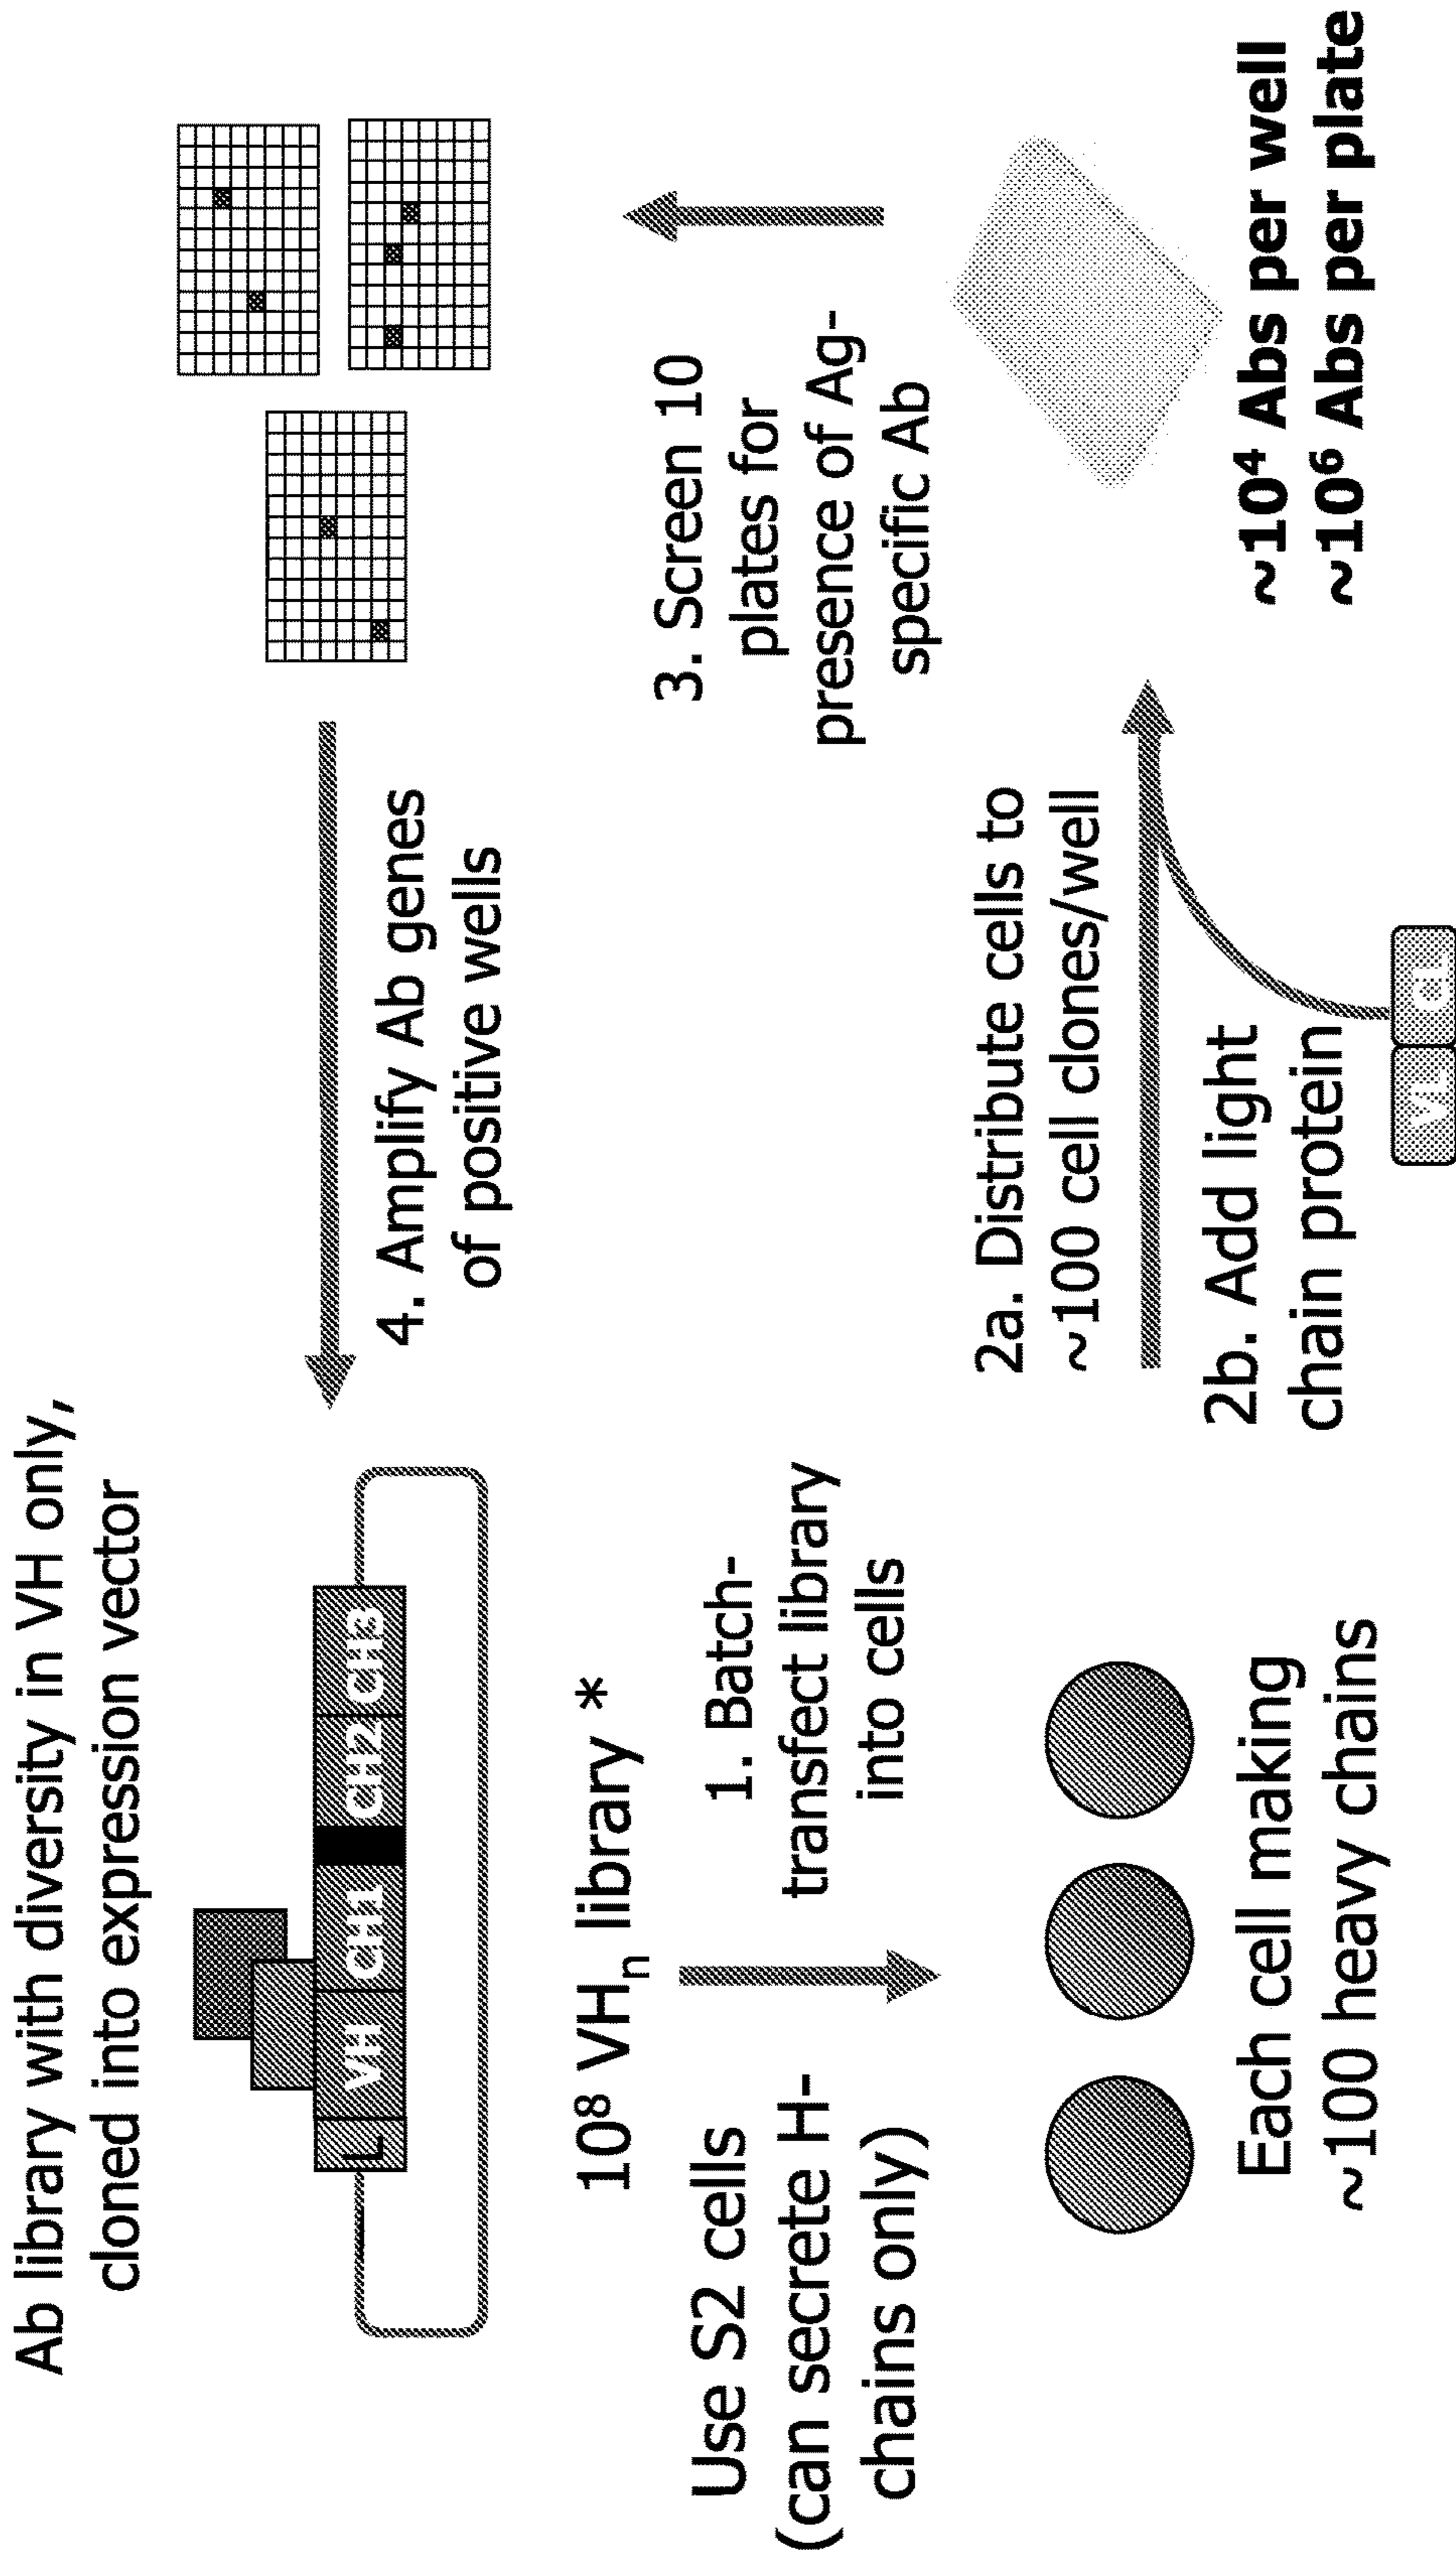 Ab library with diversity in VH only,
cloned into expression vector
L VH CH1 CH2 CH3
10⁸ VHₙ library *
Use S2 cells
(can secrete H-
chains only)
1. Batch-
transfect library
into cells
Each cell making
~100 heavy chains
2a. Distribute cells to
~100 cell clones/well
2b. Add light
chain protein
VL CL
~10⁴ Abs per well
~10⁶ Abs per plate
3. Screen 10
plates for
presence of Ag-
specific Ab
4. Amplify Ab genes
of positive wells